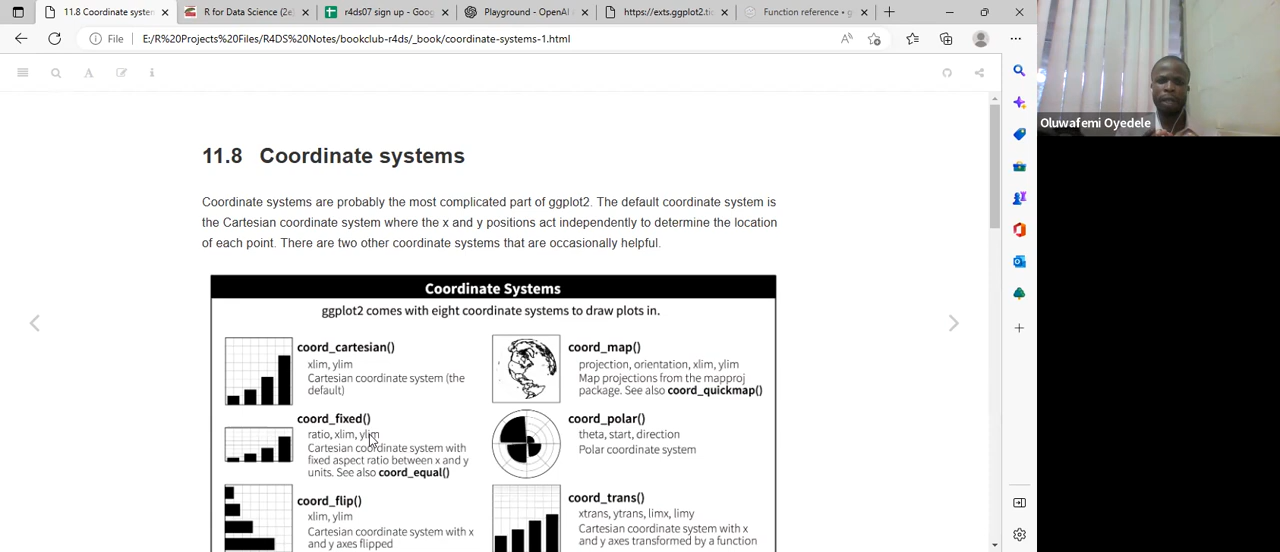 11.8 Coordinate system
R for Data Science (2e)
r4ds07 sign up - Goog
Playground - OpenAI
https://exts.ggplot2.ti
Function reference • g
File
E:/R%20Projects%20Files/R4DS%20Notes/bookclub-r4ds/_book/coordinate-systems-1.html
Oluwafemi Oyedele
11.8 Coordinate systems
Coordinate systems are probably the most complicated part of ggplot2. The default coordinate system is
the Cartesian coordinate system where the x and y positions act independently to determine the location
of each point. There are two other coordinate systems that are occasionally helpful.
Coordinate Systems
ggplot2 comes with eight coordinate systems to draw plots in.
coord_cartesian()
xlim, ylim
Cartesian coordinate system (the
default)
coord_map()
projection, orientation, xlim, ylim
Map projections from the mapproj
package. See also coord_quickmap()
coord_fixed()
ratio, xlim, ylim
Cartesian coordinate system with
fixed aspect ratio between x and y
units. See also coord_equal()
coord_polar()
theta, start, direction
Polar coordinate system
coord_flip()
xlim, ylim
Cartesian coordinate system with x
and y axes flipped
coord_trans()
xtrans, ytrans, limx, limy
Cartesian coordinate system with x
and y axes transformed by a function